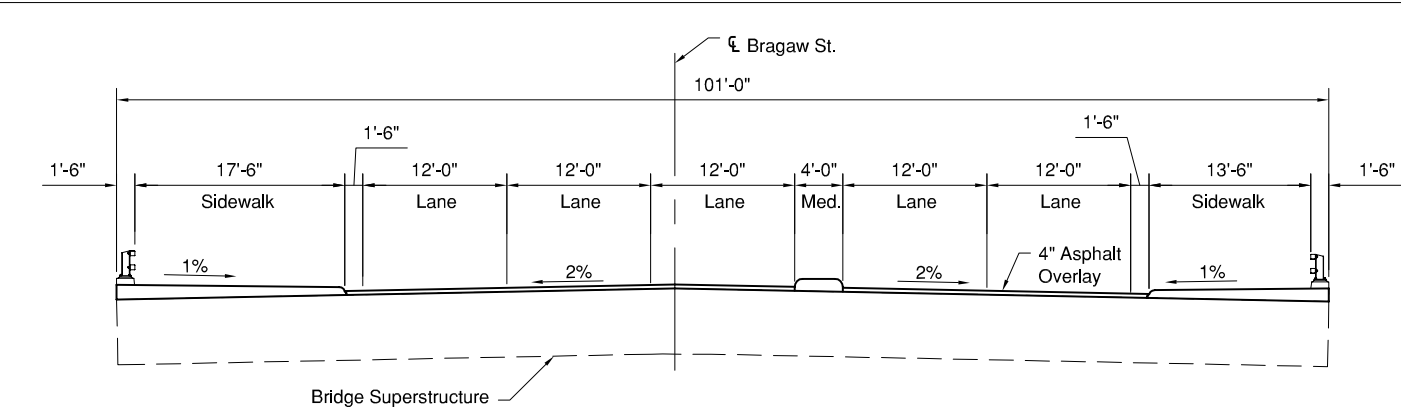 ℄ Bragaw St.
101'-0"
1'-6"
1'-6"
1'-6" 17'-6" 12'-0" 12'-0" 12'-0" 4'-0" 12'-0" 12'-0" 13'-6" 1'-6"
Sidewalk Lane Lane Lane Med. Lane Lane Sidewalk
4" Asphalt
Overlay
1% 2% 2% 1%
Bridge Superstructure